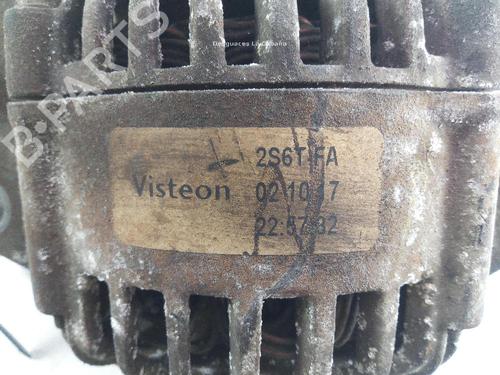 Desguaces La Cabaña
B-PARTS
Visteon
2S6T-FA
02.10.17
22:57:32